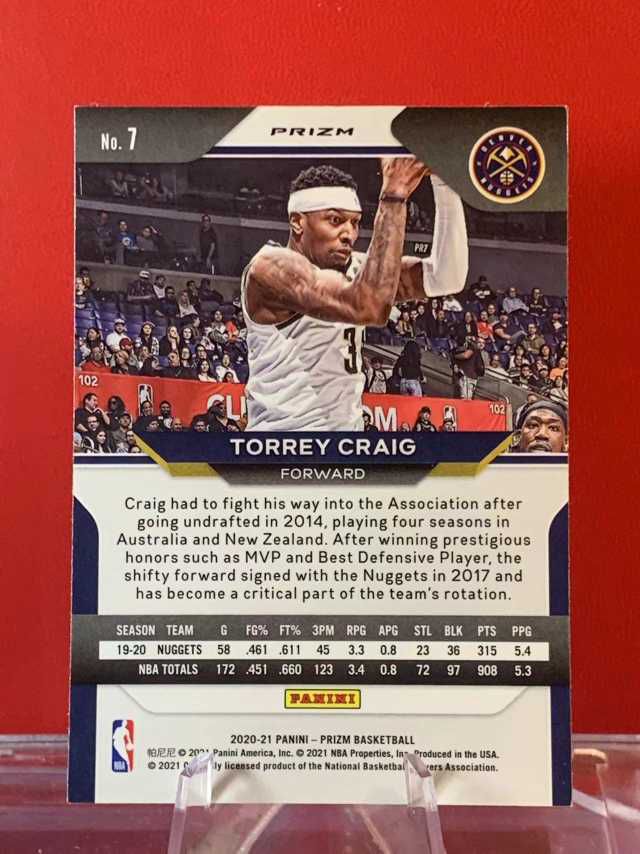 No. 7
PRIZM
DENVER
NUGGETS
PR7
3
102
CLI
OM
102
TORREY CRAIG
FORWARD
Craig had to fight his way into the Association after
going undrafted in 2014, playing four seasons in
Australia and New Zealand. After winning prestigious
honors such as MVP and Best Defensive Player, the
shifty forward signed with the Nuggets in 2017 and
has become a critical part of the team's rotation.
SEASON TEAM G FG% FT% 3PM RPG APG STL BLK PTS PPG
19-20 NUGGETS 58 .461 .611 45 3.3 0.8 23 36 315 5.4
NBA TOTALS 172 .451 .660 123 3.4 0.8 72 97 908 5.3
PANINI
2020-21 PANINI – PRIZM BASKETBALL
帕尼尼 © 2021 Panini America, Inc. © 2021 NBA Properties, Inc. Produced in the USA.
© 2021 licensed product of the National Basketball Players Association.
NBA